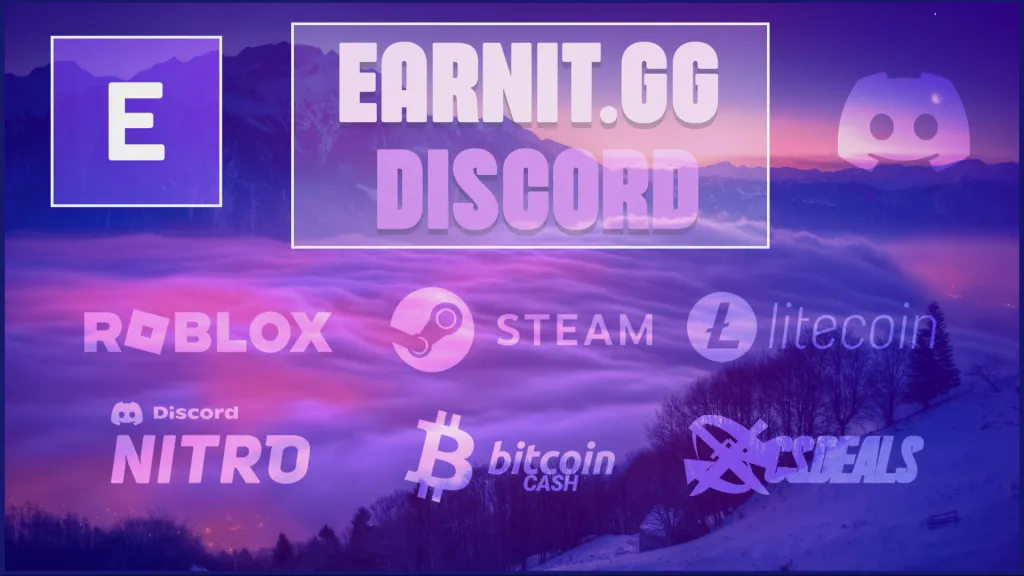 E
EARNIT.GG
DISCORD
ROBLOX
STEAM
litecoin
Discord
NITRO
bitcoin
CASH
CSDEALS